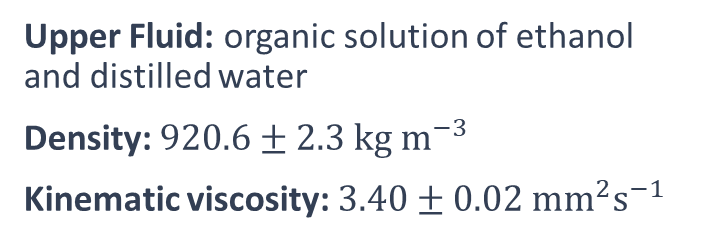 Upper Fluid: organic solution of ethanol
and distilled water
Density: 920.6 ± 2.3 kg m⁻³
Kinematic viscosity: 3.40 ± 0.02 mm²s⁻¹